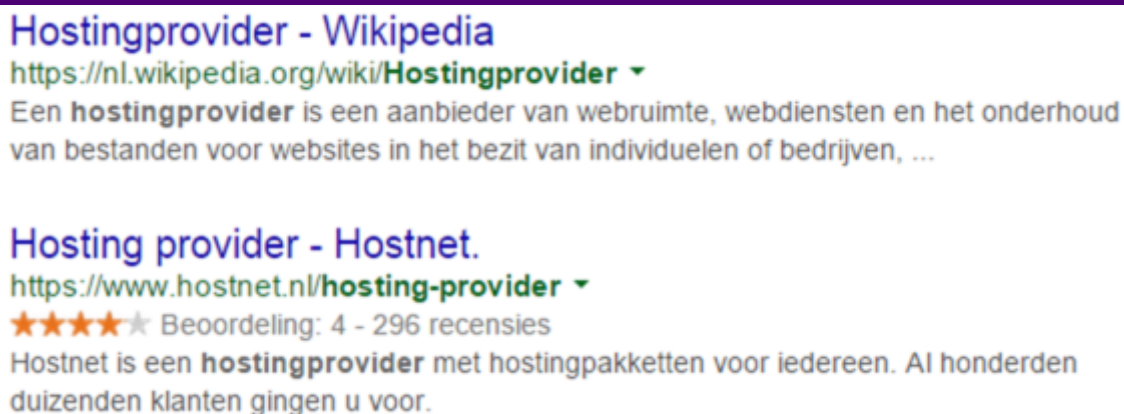 Hostingprovider - Wikipedia
https://nl.wikipedia.org/wiki/Hostingprovider
Een hostingprovider is een aanbieder van webruimte, webdiensten en het onderhoud
van bestanden voor websites in het bezit van individuelen of bedrijven, ...
Hosting provider - Hostnet.
https://www.hostnet.nl/hosting-provider
Beoordeling: 4 - 296 recensies
Hostnet is een hostingprovider met hostingpakketten voor iedereen. Al honderden
duizenden klanten gingen u voor.